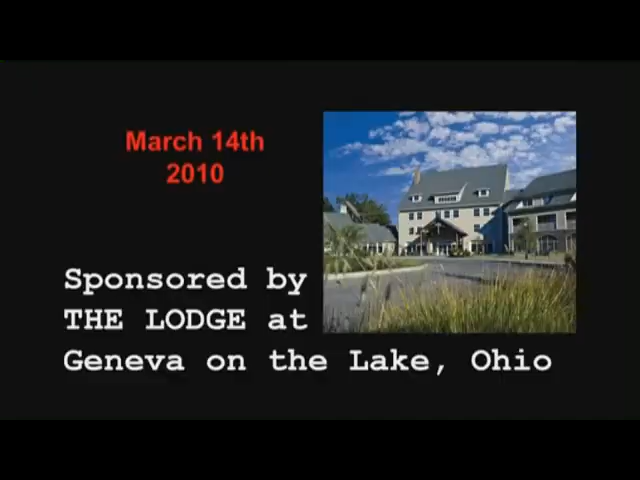 March 14th
2010
Sponsored by
THE LODGE at
Geneva on the Lake, Ohio